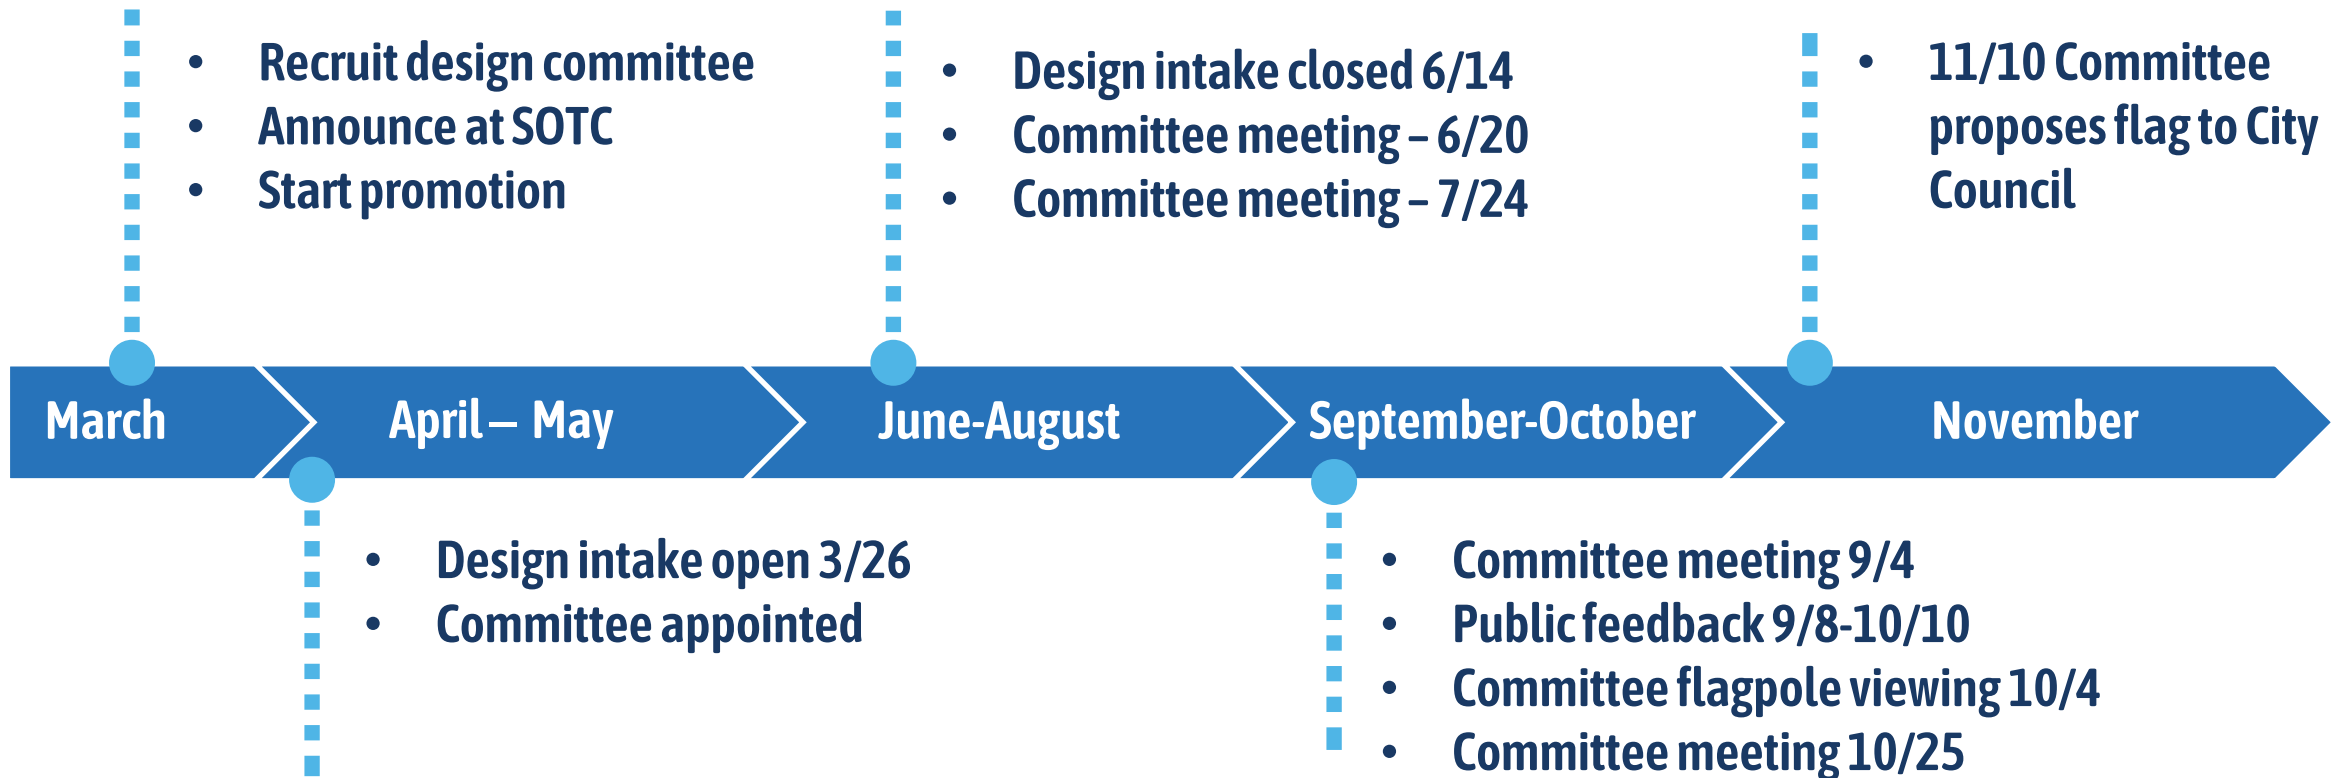 • Recruit design committee
• Announce at SOTC
• Start promotion
• Design intake closed 6/14
• Committee meeting – 6/20
• Committee meeting – 7/24
• 11/10 Committee
proposes flag to City
Council
March
April – May
June-August
September-October
November
• Design intake open 3/26
• Committee appointed
• Committee meeting 9/4
• Public feedback 9/8-10/10
• Committee flagpole viewing 10/4
• Committee meeting 10/25